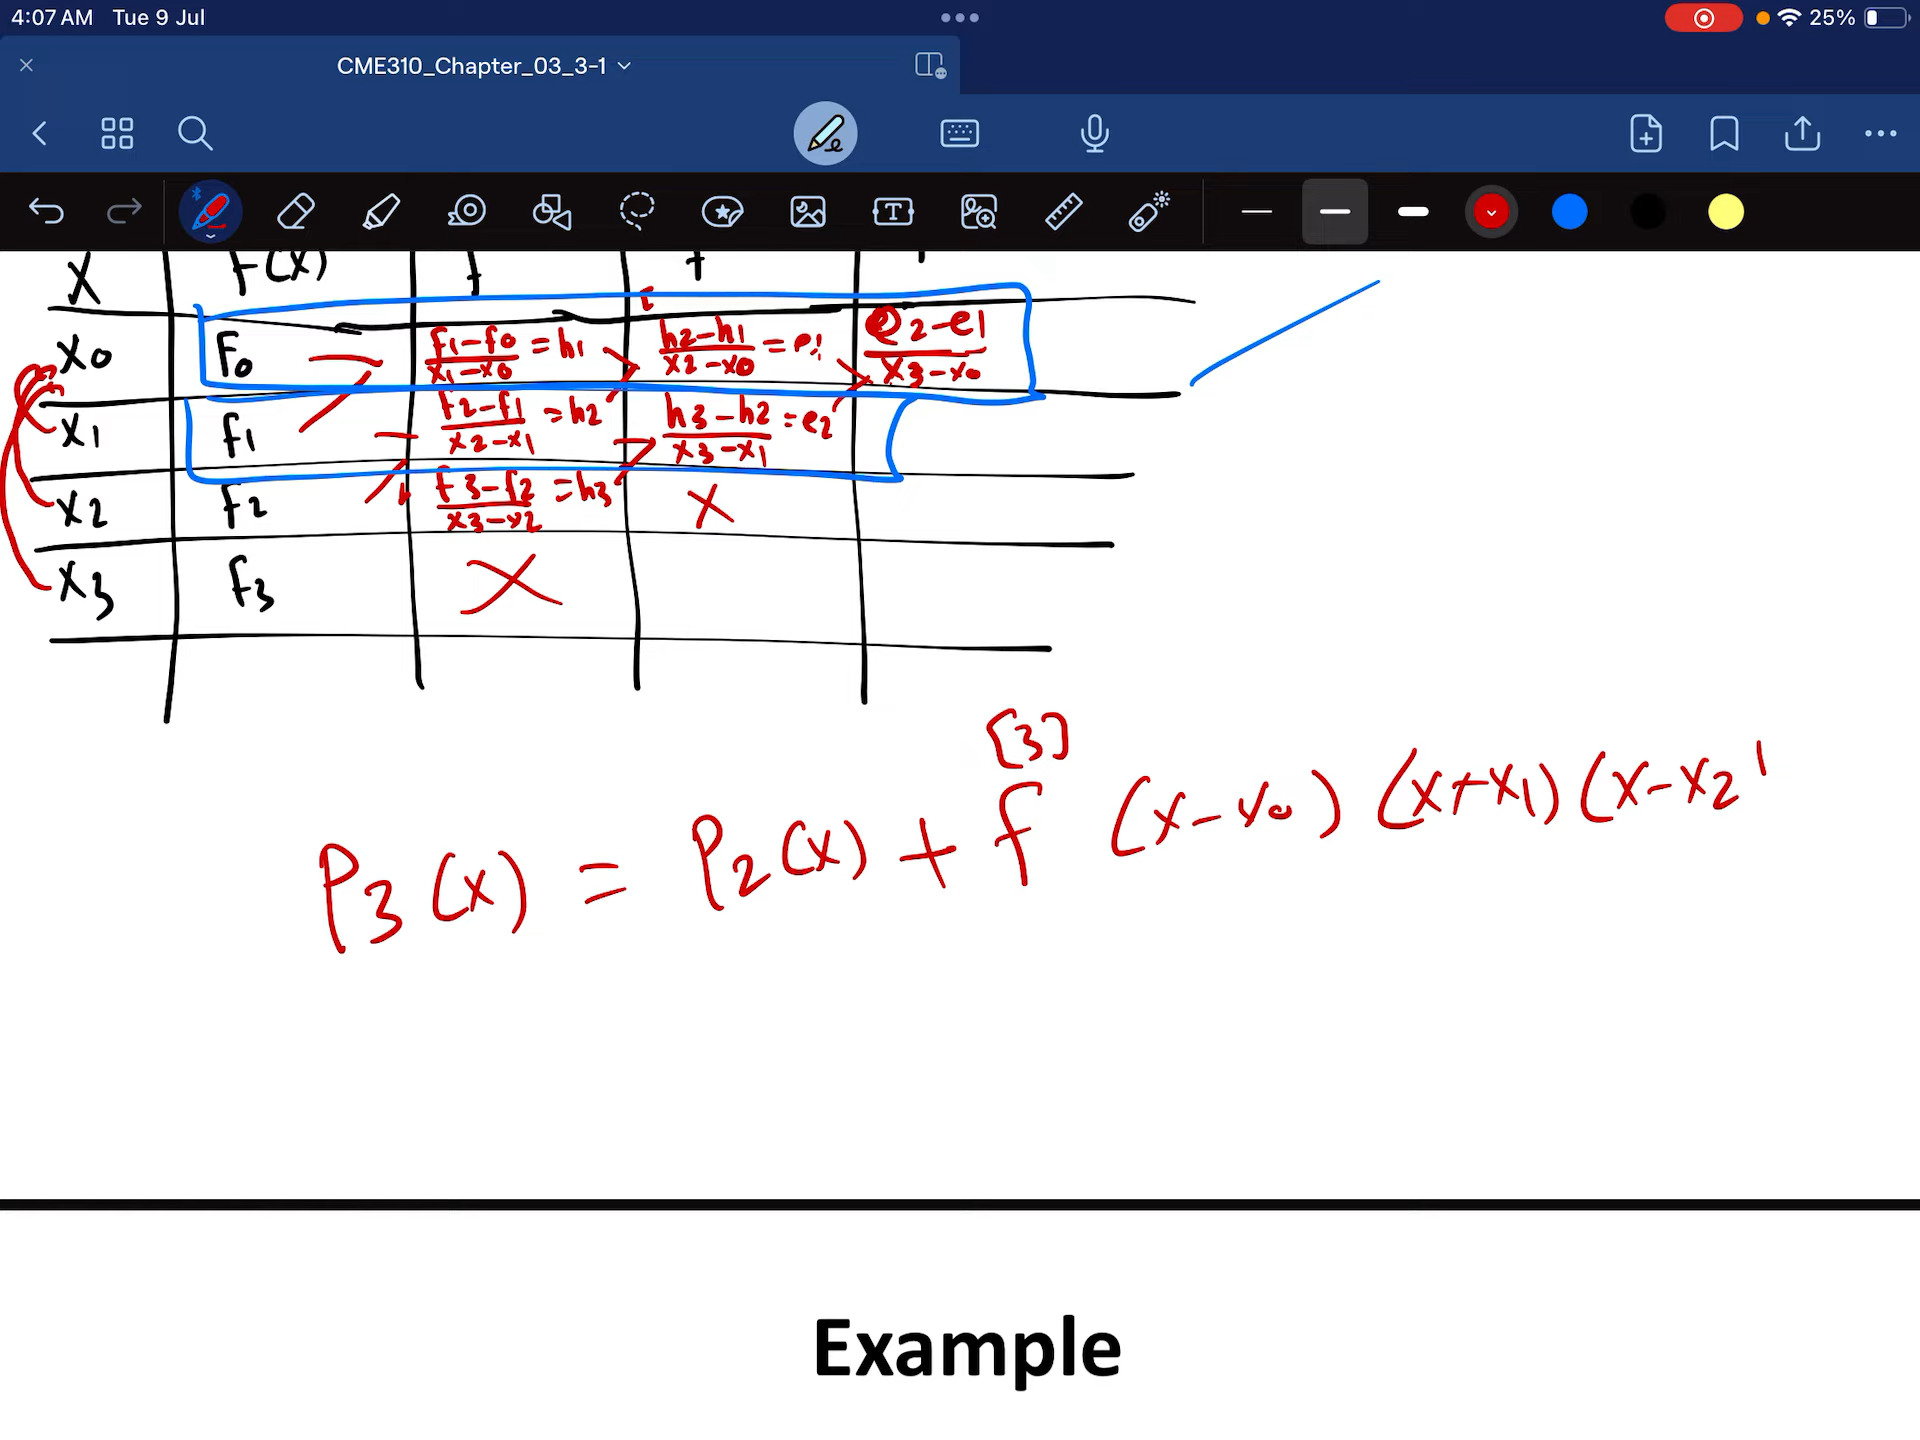 4:07 AM Tue 9 Jul 25%
CME310_Chapter_03_3-1
X F(X) f f
X0 F0 f1-f0/x1-x0 = h1 h2-h1/x2-x0 = e1 e2-e1/x3-x0
X1 f1 f2-f1/x2-x1 = h2 h3-h2/x3-x1 = e2
X2 f2 f3-f2/x3-x2 = h3 X
X3 f3 X
[3]
P3(x) = P2(x) + f (x-x0) (x+x1) (x-x2
Example